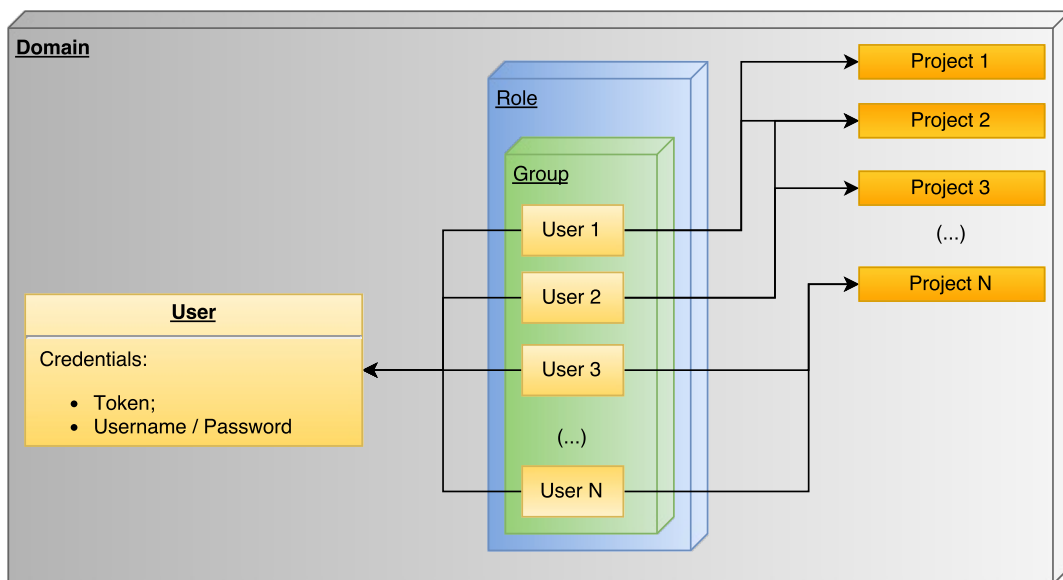 Domain
Project 1
Role
Project 2
Group
Project 3
User 1
(...)
User 2
Project N
User
Credentials:
User 3
• Token;
• Username / Password
(...)
User N